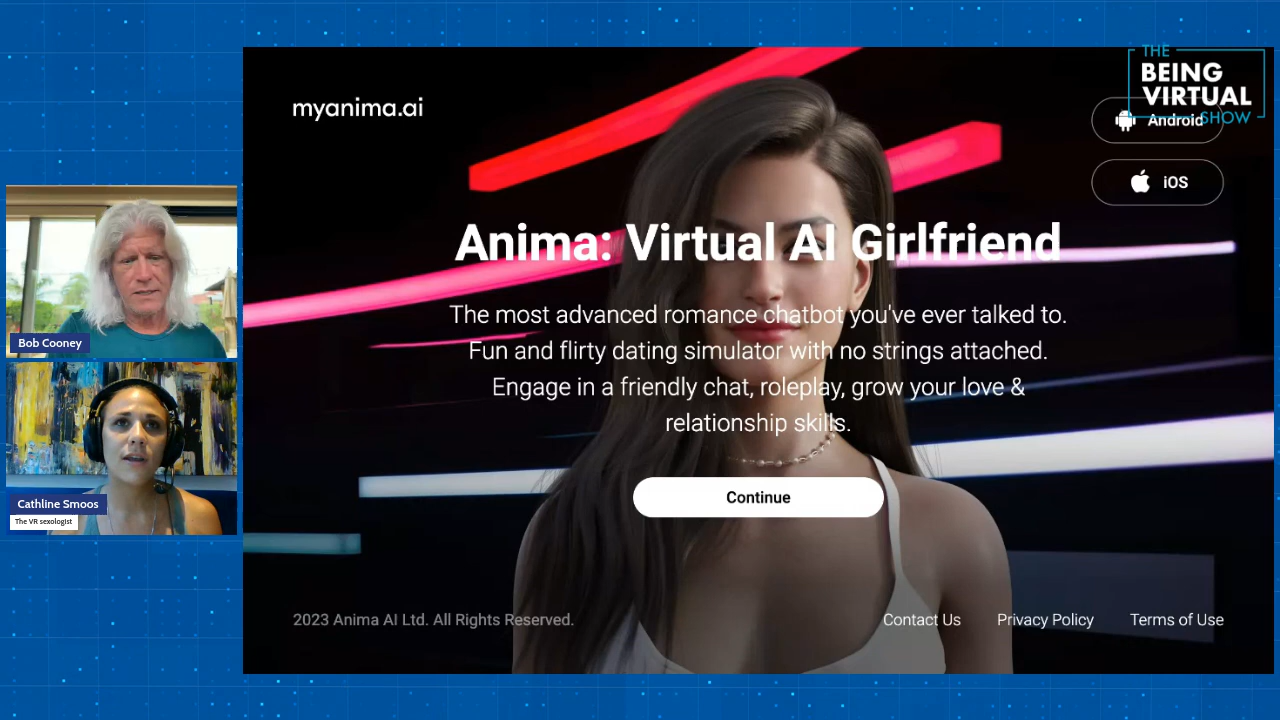 THE
BEING
VIRTUAL
SHOW
myanima.ai
Android
iOS
Anima: Virtual AI Girlfriend
The most advanced romance chatbot you've ever talked to.
Fun and flirty dating simulator with no strings attached.
Engage in a friendly chat, roleplay, grow your love &
relationship skills.
Continue
2023 Anima AI Ltd. All Rights Reserved.
Contact Us
Privacy Policy
Terms of Use
Bob Cooney
Cathline Smoos
The VR sexologist